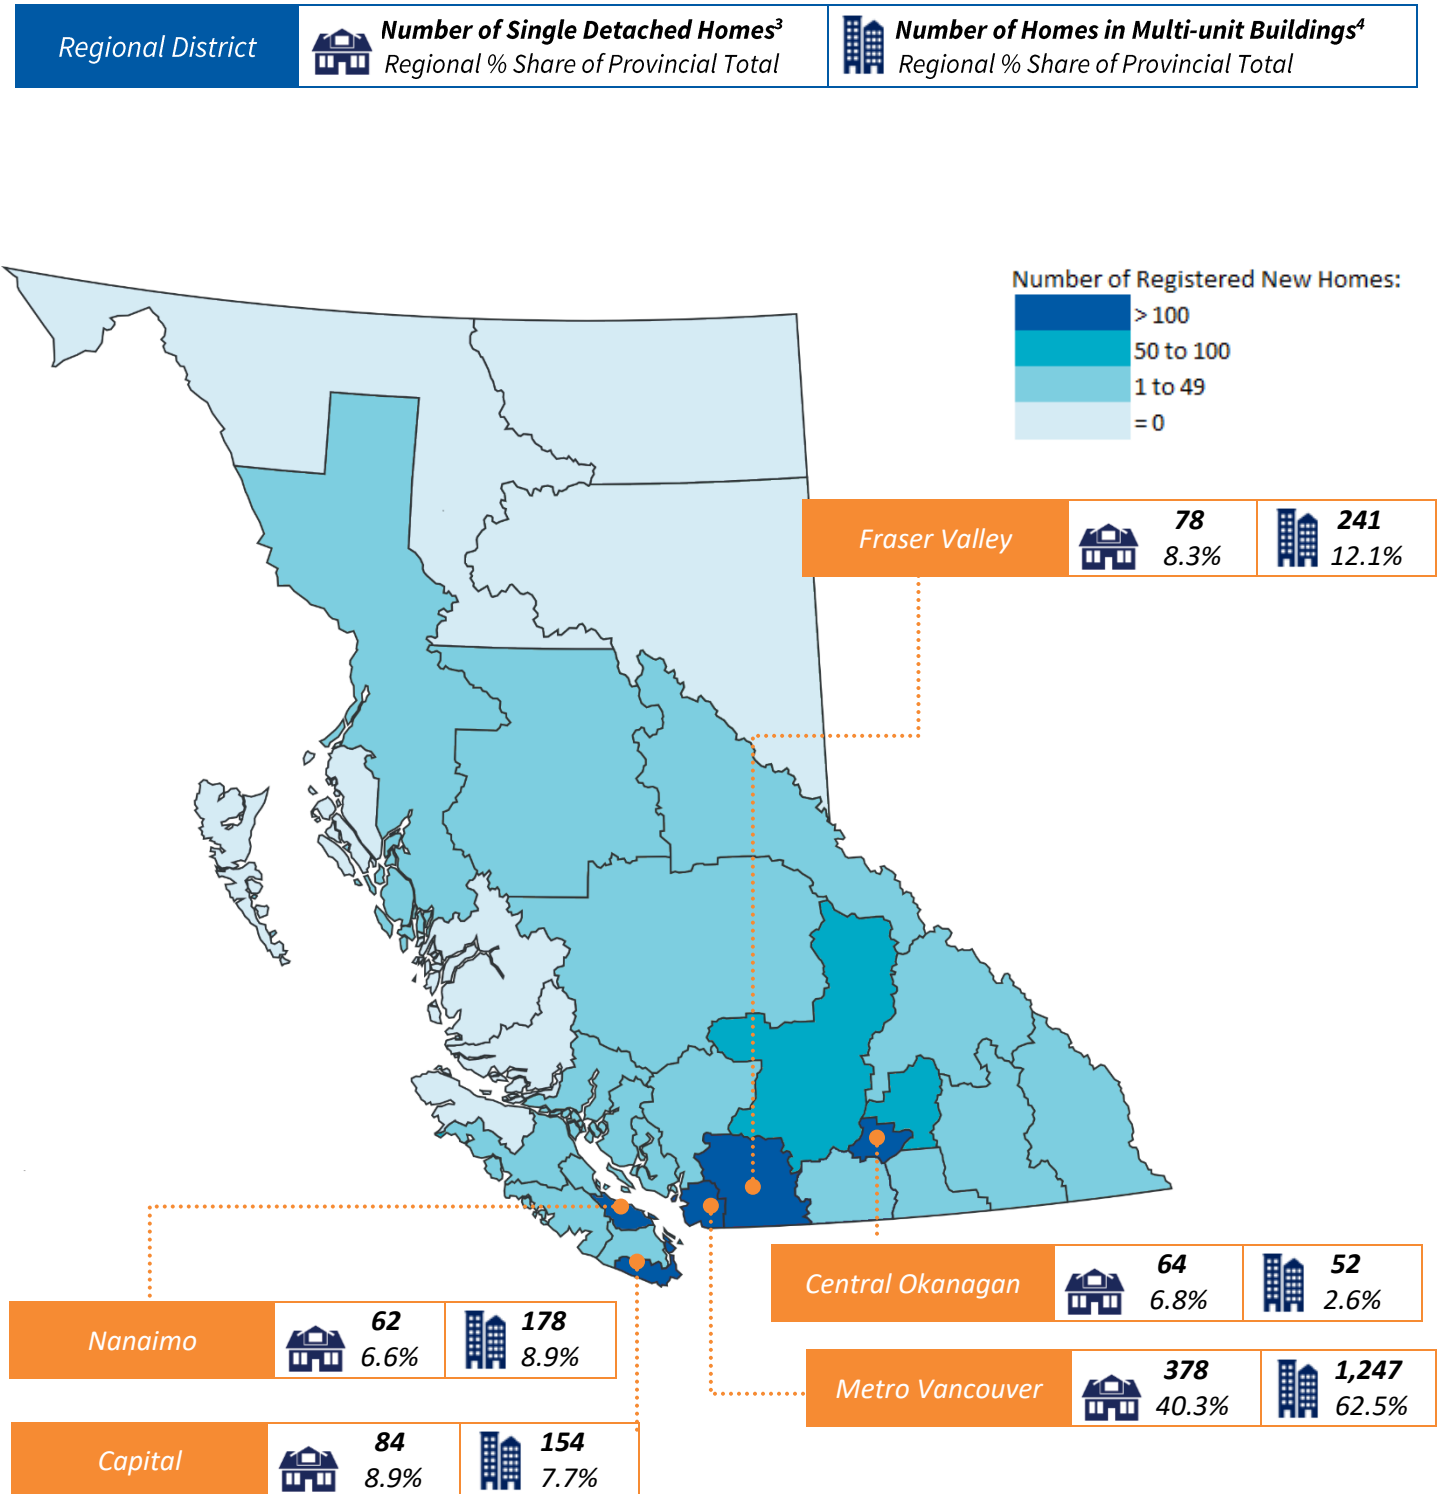 Regional District
Number of Single Detached Homes³
Regional % Share of Provincial Total
Number of Homes in Multi-unit Buildings⁴
Regional % Share of Provincial Total
Number of Registered New Homes:
> 100
50 to 100
1 to 49
= 0
Fraser Valley
78
8.3%
241
12.1%
Central Okanagan
64
6.8%
52
2.6%
Nanaimo
62
6.6%
178
8.9%
Metro Vancouver
378
40.3%
1,247
62.5%
Capital
84
8.9%
154
7.7%